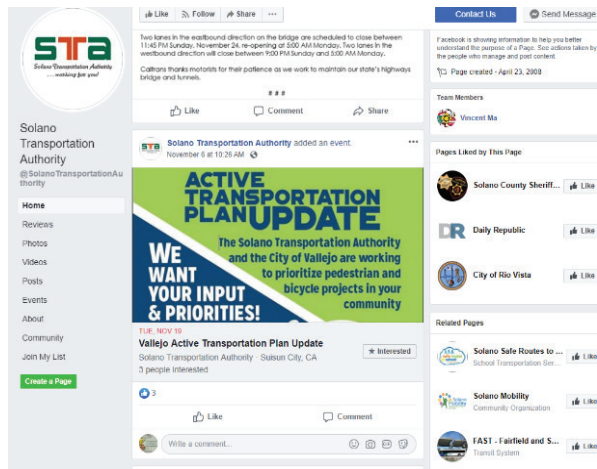 STA
Solano Transportation Authority
... working for you!
Solano
Transportation
Authority
@SolanoTransportationAu
thority
Home
Reviews
Photos
Videos
Posts
Events
About
Community
Join My List
Create a Page
Like Follow Share ...
Two lanes in the eastbound direction on the bridge are scheduled to close between
11:45 PM Sunday, November 24, re-opening at 5:00 AM Monday. Two lanes in the
westbound direction will close between 9:00 PM Sunday and 5:00 AM Monday.
Caltrans thanks motorists for their patience as we work to maintain our state's highways
bridge and tunnels.
# # #
Like Comment Share
STA
Solano Transportation Authority added an event.
November 6 at 10:26 AM
ACTIVE
TRANSPORTATION
PLAN UPDATE
WE
WANT
YOUR INPUT
& PRIORITIES!
The Solano Transportation Authority
and the City of Vallejo are working
to prioritize pedestrian and
bicycle projects in your
community
TUE, NOV 19
Vallejo Active Transportation Plan Update
Solano Transportation Authority · Suisun City, CA
3 people interested
Interested
3
Like Comment
Write a comment...
Contact Us Send Message
Facebook is showing information to help you better
understand the purpose of a Page. See actions taken by
the people who manage and post content.
Page created - April 23, 2008
Team Members
Vincent Ma
Pages Liked by This Page
Solano County Sheriff... Like
DR Daily Republic Like
City of Rio Vista Like
Related Pages
Solano Safe Routes to ... Like
School Transportation Ser...
Solano Mobility Like
Community Organization
FAST - Fairfield and S... Like
Transit System